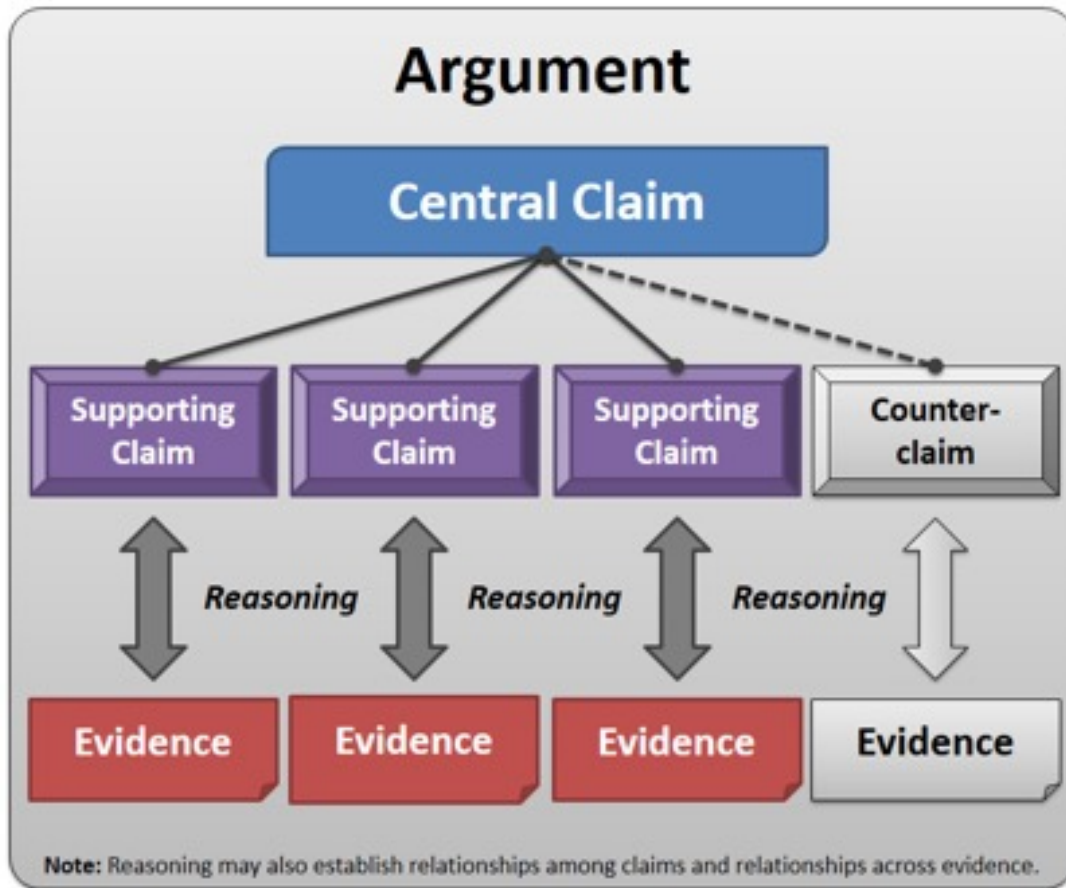 Argument
Central Claim
Supporting
Claim
Supporting
Claim
Supporting
Claim
Counter-
claim
Reasoning
Reasoning
Reasoning
Evidence
Evidence
Evidence
Evidence
Note: Reasoning may also establish relationships among claims and relationships across evidence.